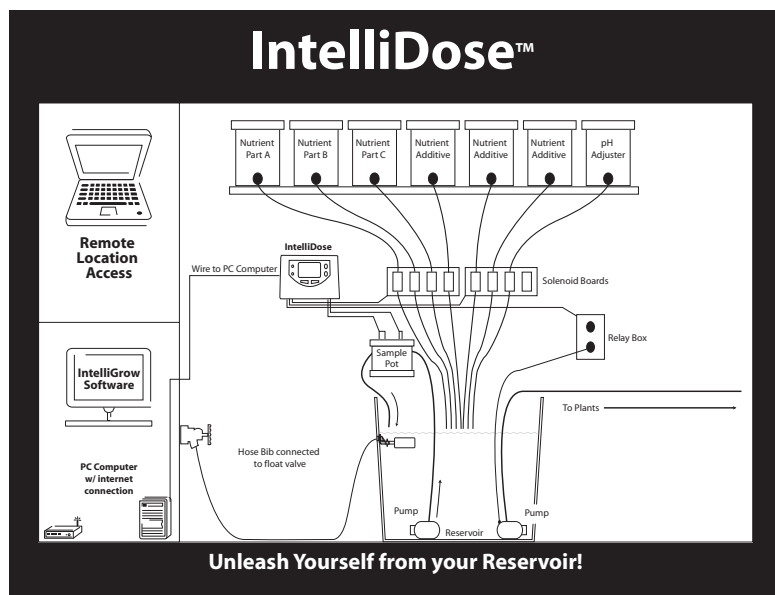 IntelliDose™
Nutrient
Part A
Nutrient
Part B
Nutrient
Part C
Nutrient
Additive
Nutrient
Additive
Nutrient
Additive
pH
Adjuster
Remote
Location
Access
IntelliDose
Wire to PC Computer
Solenoid Boards
Relay Box
Sample
Pot
IntelliGrow
Software
To Plants
Hose Bib connected
to float valve
PC Computer
w/ internet
connection
Pump
Reservoir
Pump
Unleash Yourself from your Reservoir!